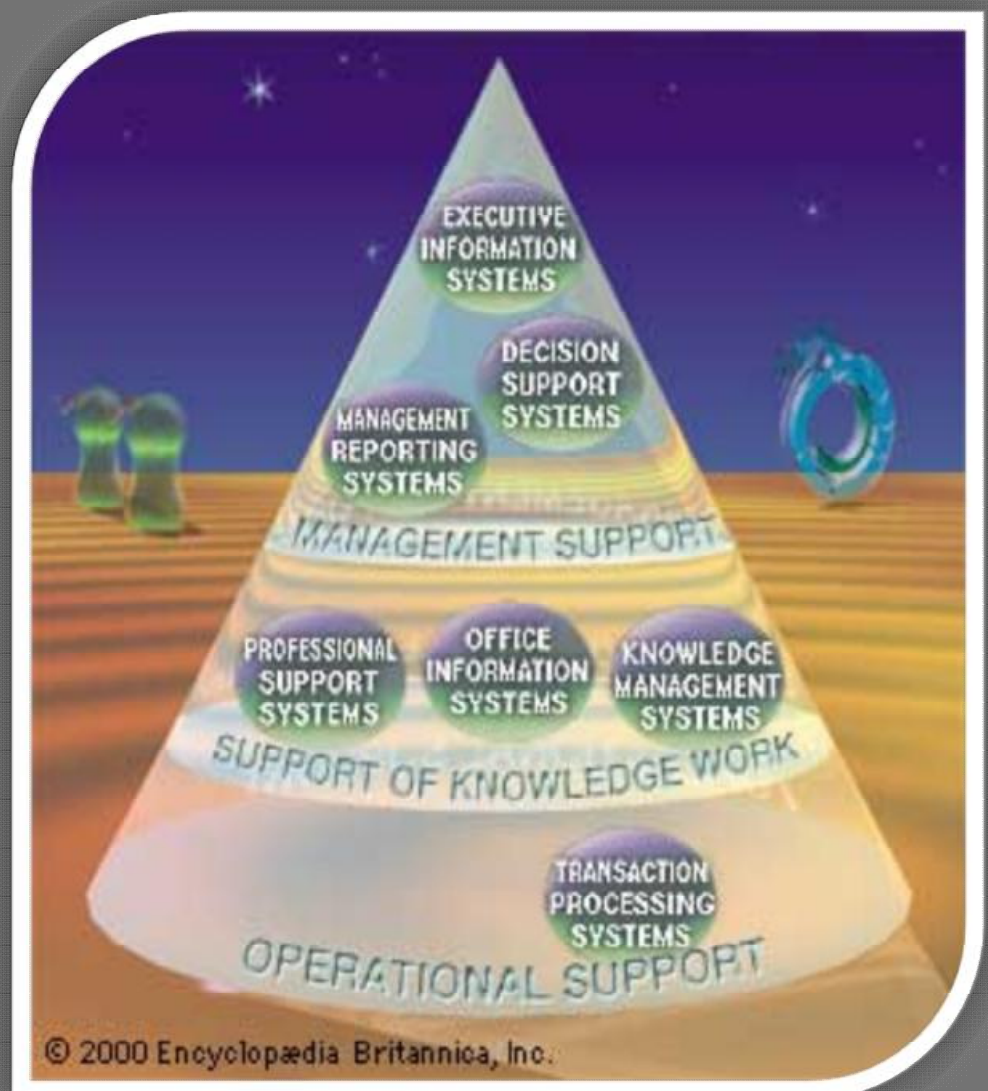 EXECUTIVE
INFORMATION
SYSTEMS
DECISION
SUPPORT
SYSTEMS
MANAGEMENT
REPORTING
SYSTEMS
MANAGEMENT SUPPORT
PROFESSIONAL
SUPPORT
SYSTEMS
OFFICE
INFORMATION
SYSTEMS
KNOWLEDGE
MANAGEMENT
SYSTEMS
SUPPORT OF KNOWLEDGE WORK
TRANSACTION
PROCESSING
SYSTEMS
OPERATIONAL SUPPORT
© 2000 Encyclopædia Britannica, Inc.